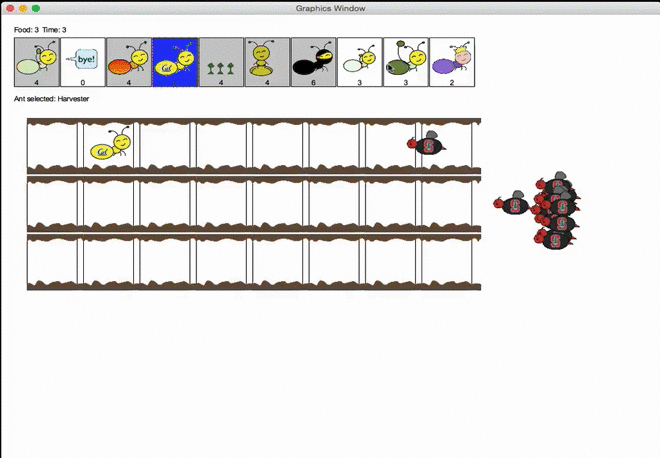 Graphics Window
Food: 3 Time: 3
bye!
Cal
4 0 4 4 4 6 3 3 2
Ant selected: Harvester
Cal
S